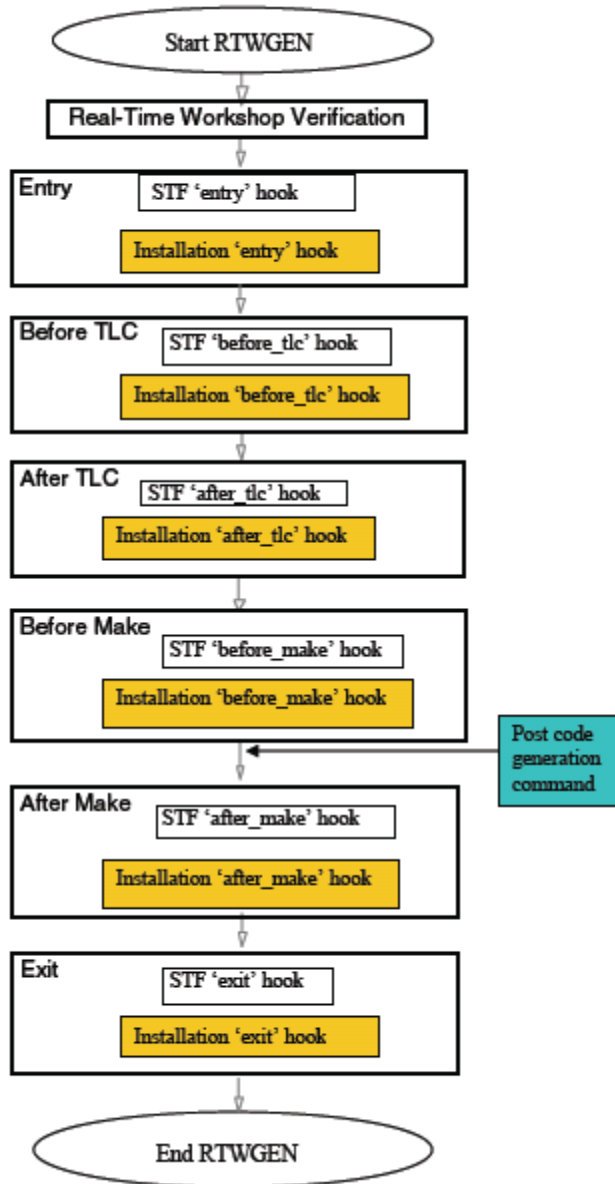 Start RTWGEN
Real-Time Workshop Verification
Entry
STF ‘entry’ hook
Installation ‘entry’ hook
Before TLC
STF ‘before_tlc’ hook
Installation ‘before_tlc’ hook
After TLC
STF ‘after_tlc’ hook
Installation ‘after_tlc’ hook
Before Make
STF ‘before_make’ hook
Installation ‘before_make’ hook
Post code
generation
command
After Make
STF ‘after_make’ hook
Installation ‘after_make’ hook
Exit
STF ‘exit’ hook
Installation ‘exit’ hook
End RTWGEN